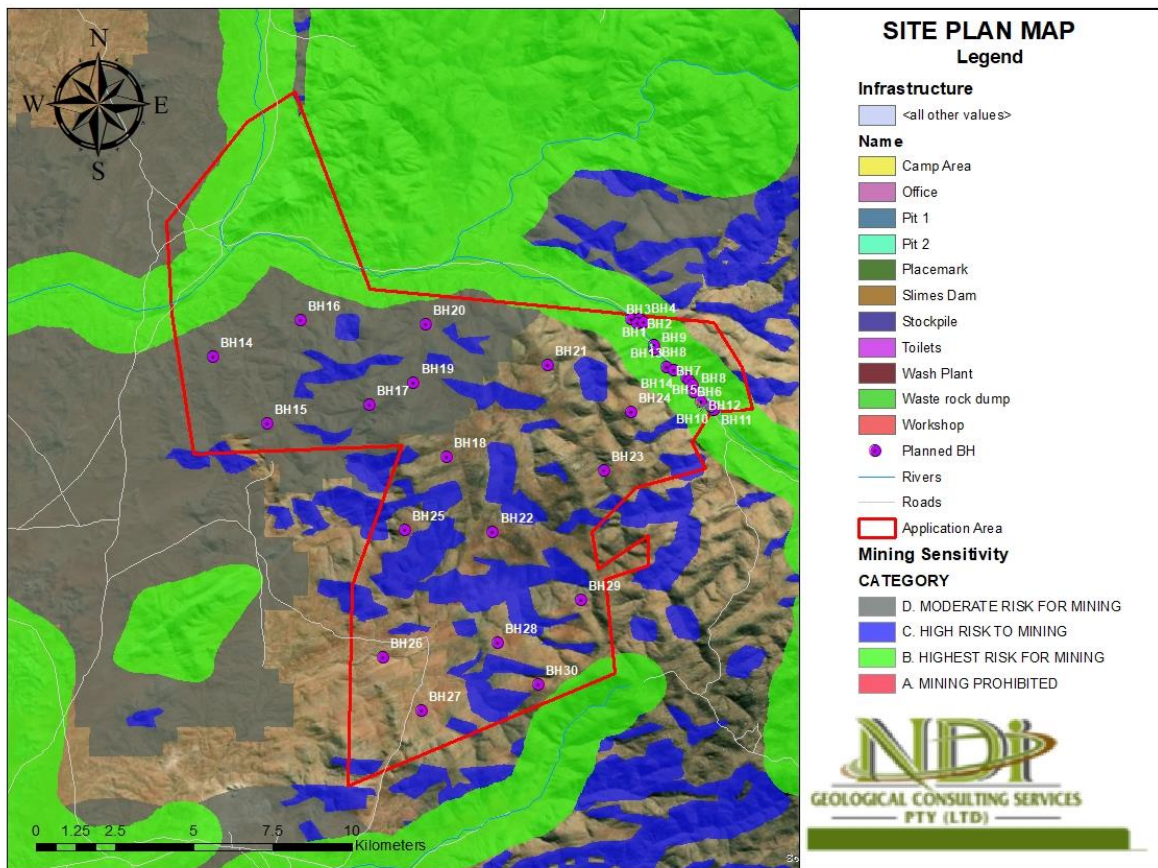 N
W
E
S
BH16
BH20
BH14
BH21
BH19
BH17
BH15
BH18
BH3
BH4
BH1
BH2
BH9
BH13
BH8
BH7
BH14
BH8
BH5
BH6
BH24
BH12
BH10
BH11
BH23
BH25
BH22
BH29
BH28
BH26
BH30
BH27
0 1.25 2.5 5 7.5 10
Kilometers
SITE PLAN MAP
Legend
Infrastructure
<all other values>
Name
Camp Area
Office
Pit 1
Pit 2
Placemark
Slimes Dam
Stockpile
Toilets
Wash Plant
Waste rock dump
Workshop
Planned BH
Rivers
Roads
Application Area
Mining Sensitivity
CATEGORY
D. MODERATE RISK FOR MINING
C. HIGH RISK TO MINING
B. HIGHEST RISK FOR MINING
A. MINING PROHIBITED
NDi
GEOLOGICAL CONSULTING SERVICES
PTY (LTD)